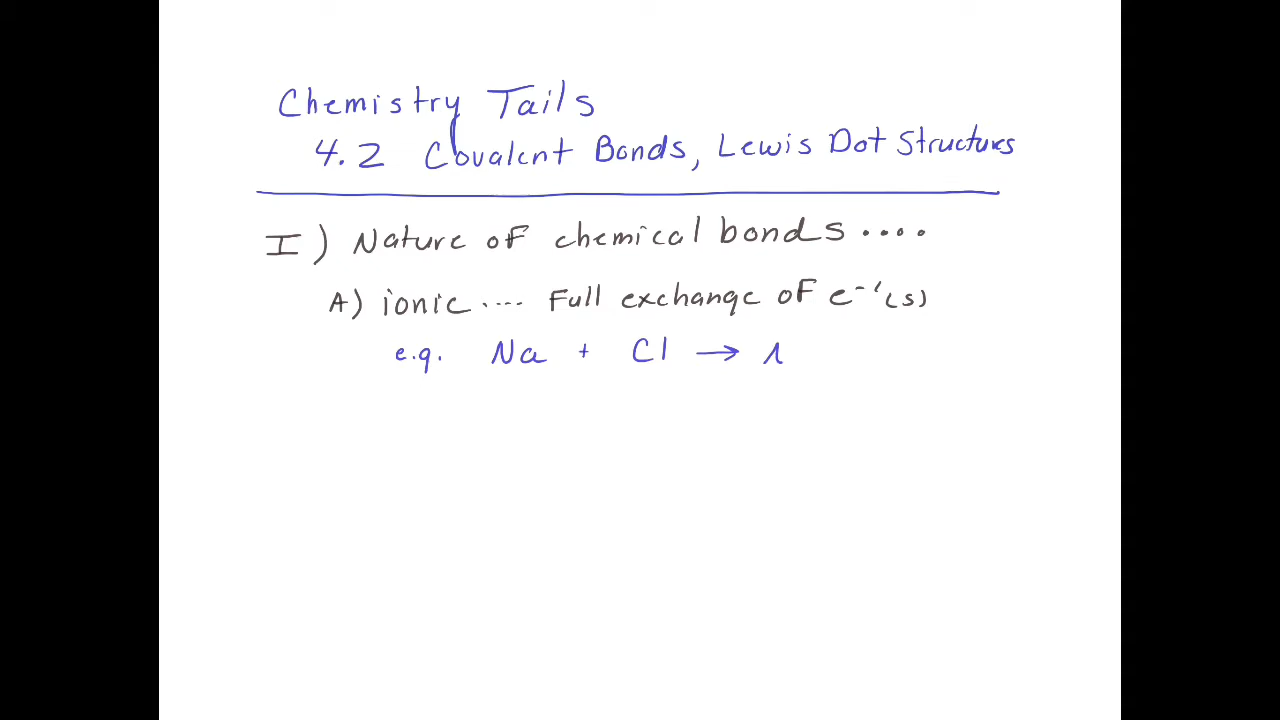 Chemistry Tails
4.2 Covalent Bonds, Lewis Dot Structures
I) Nature of chemical bonds....
A) ionic .... Full exchange of e-'(s)
e.g. Na + Cl →